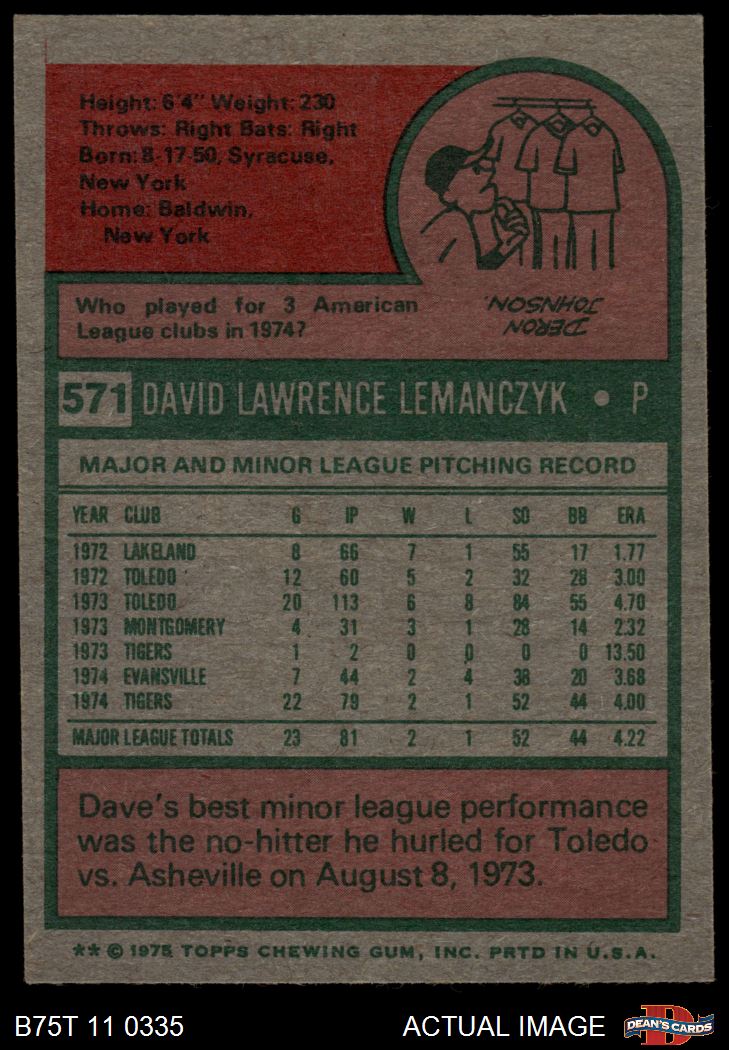 Height: 6'4" Weight: 230
Throws: Right Bats: Right
Born: 8-17-50, Syracuse,
New York
Home: Baldwin,
New York
Who played for 3 American
League clubs in 1974?
DERON
JOHNSON.
571 DAVID LAWRENCE LEMANCZYK • P
MAJOR AND MINOR LEAGUE PITCHING RECORD
YEAR CLUB G IP W L SO BB ERA
1972 LAKELAND 8 66 7 1 55 17 1.77
1972 TOLEDO 12 60 5 2 32 28 3.00
1973 TOLEDO 20 113 6 8 84 55 4.70
1973 MONTGOMERY 4 31 3 1 28 14 2.32
1973 TIGERS 1 2 0 0 0 0 13.50
1974 EVANSVILLE 7 44 2 4 38 20 3.68
1974 TIGERS 22 79 2 1 52 44 4.00
MAJOR LEAGUE TOTALS 23 81 2 1 52 44 4.22
Dave's best minor league performance
was the no-hitter he hurled for Toledo
vs. Asheville on August 8, 1973.
** © 1975 TOPPS CHEWING GUM, INC. PRTD IN U.S.A.
B75T 11 0335 ACTUAL IMAGE DEAN'S CARDS